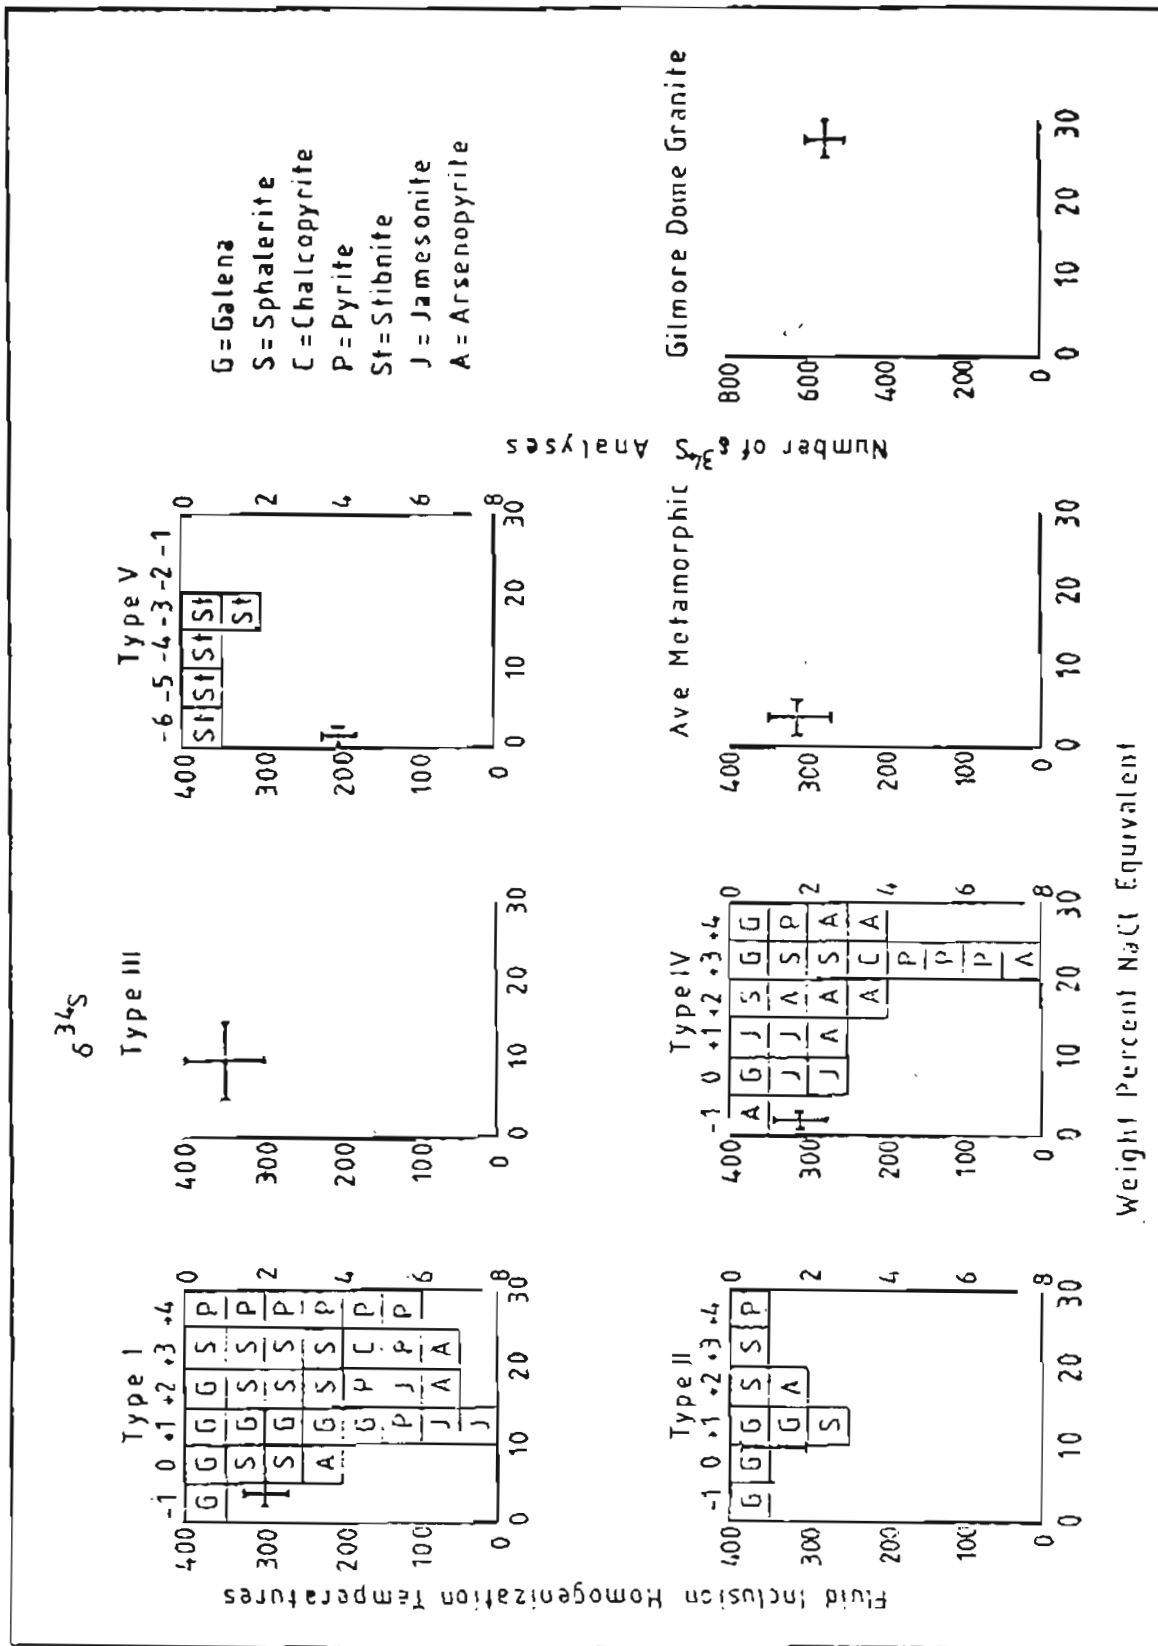 δ³⁴S
Type I
-1 0 +1 +2 +3 +4
400
300
200
100
0
0
2
4
6
8
G G G G S P
S G S S P
S G S S P
A G S S P
G P C P
P J P P
J A A
J
0 10 20 30
Type III
400
300
200
100
0
0 10 20 30
Type V
-6 -5 -4 -3 -2 -1
400
300
200
100
0
0
2
4
6
8
St St St St
St
0 10 20 30
G=Galena
S=Sphalerite
C=Chalcopyrite
P=Pyrite
St=Stibnite
J=Jamesonite
A=Arsenopyrite
Fluid Inclusion Homogenization Temperatures
Number of δ³⁴S Analyses
Type II
-1 0 +1 +2 +3 +4
400
300
200
100
0
0
2
4
6
8
G G G S S P
G A
S
0 10 20 30
Type IV
-1 0 +1 +2 +3 +4
400
300
200
100
0
0
2
4
6
8
A G J S G G
J J A S P
J A A S A
A C A
P
P
P
A
0 10 20 30
Ave Metamorphic
400
300
200
100
0
0 10 20 30
Gilmore Dome Granite
800
600
400
200
0
0 10 20 30
Weight Percent NaCl Equivalent